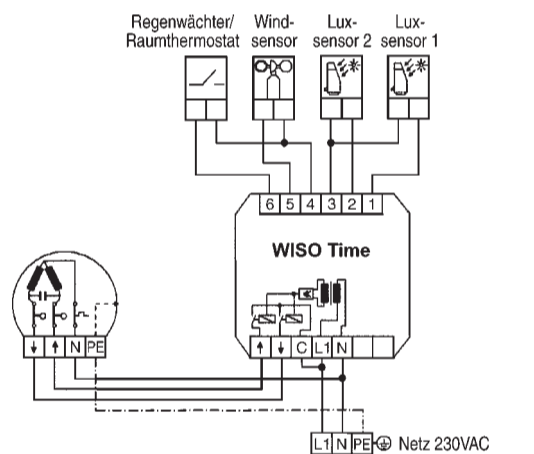 Regenwächter/ Wind- Lux- Lux-
Raumthermostat sensor sensor 2 sensor 1
6 5 4 3 2 1
WISO Time
↓ ↑ N PE
↑ ↓ C L1 N
L1 N PE Netz 230VAC